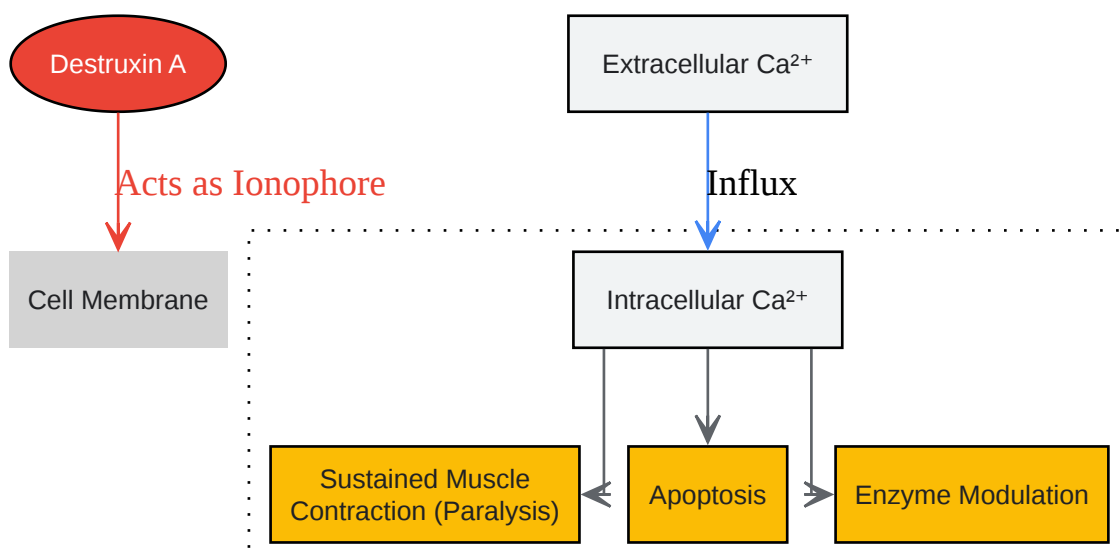 Destruxin A
Extracellular Ca²⁺
Acts as Ionophore
Influx
Cell Membrane
Intracellular Ca²⁺
Sustained Muscle
Contraction (Paralysis)
Apoptosis
Enzyme Modulation